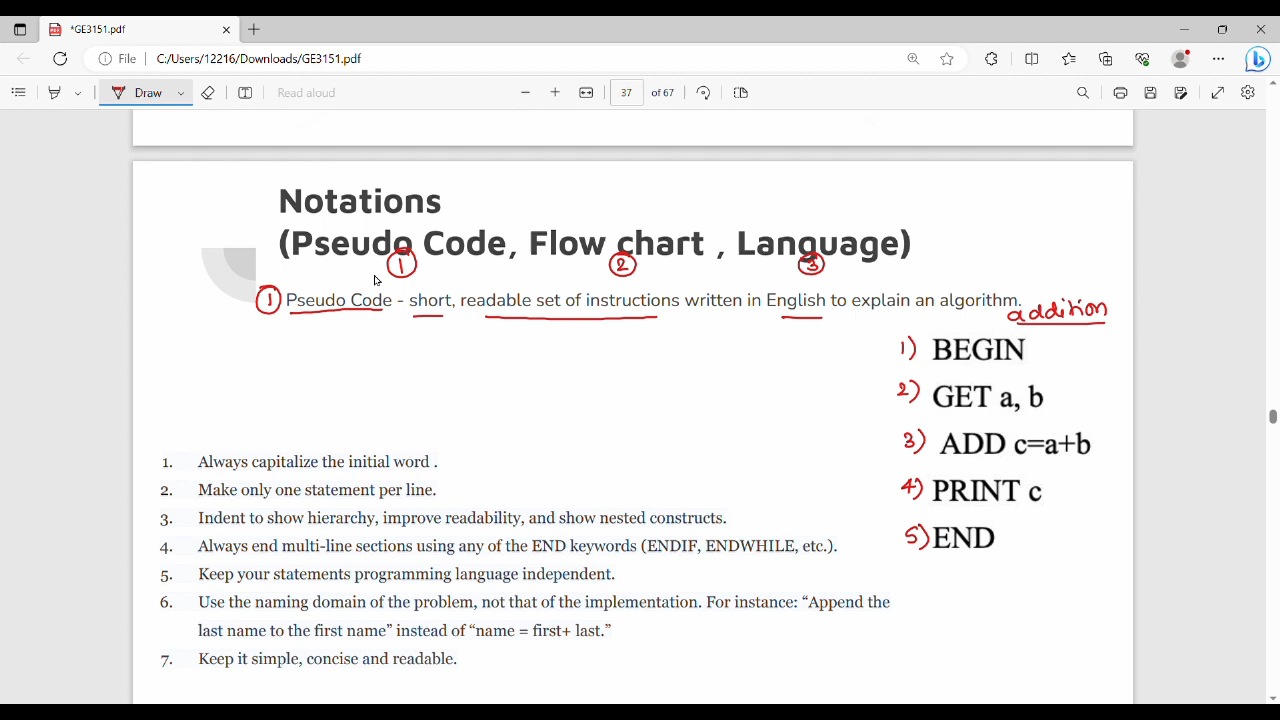 *GE3151.pdf
File C:/Users/12216/Downloads/GE3151.pdf
Draw Read aloud 37 of 67
Notations
(Pseudo Code, Flow chart , Language)
1 2 3
1 Pseudo Code - short, readable set of instructions written in English to explain an algorithm.
addition
1) BEGIN
2) GET a, b
3) ADD c=a+b
4) PRINT c
5) END
1. Always capitalize the initial word .
2. Make only one statement per line.
3. Indent to show hierarchy, improve readability, and show nested constructs.
4. Always end multi-line sections using any of the END keywords (ENDIF, ENDWHILE, etc.).
5. Keep your statements programming language independent.
6. Use the naming domain of the problem, not that of the implementation. For instance: “Append the
last name to the first name” instead of “name = first+ last.”
7. Keep it simple, concise and readable.